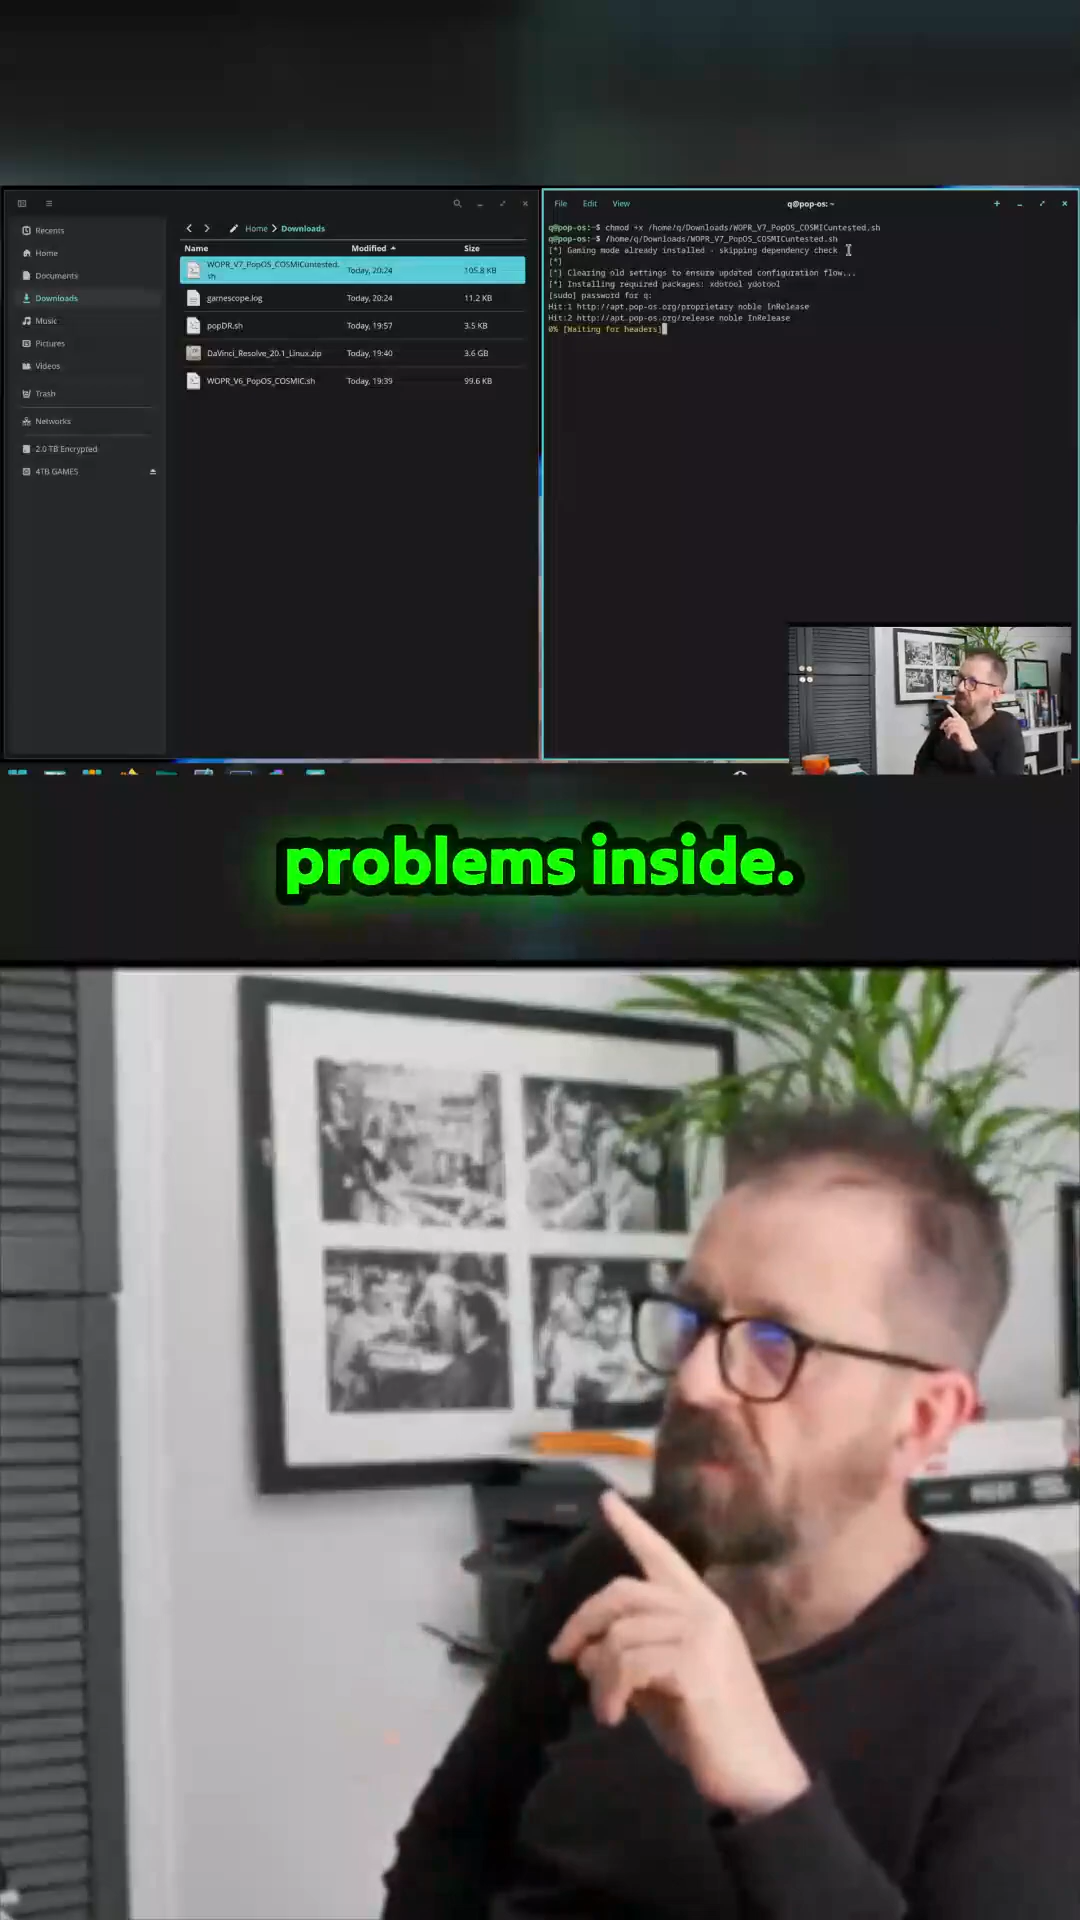 Recents
Home
Documents
Downloads
Music
Pictures
Videos
Trash
Networks
2.0 TB Encrypted
4TB GAMES
Home > Downloads
Name Modified Size
WOPR_V7_PopOS_COSMICuntested.
sh
Today, 20:24 105.8 KB
gamescope.log Today, 20:24 11.2 KB
popDR.sh Today, 19:57 3.5 KB
DaVinci_Resolve_20.1_Linux.zip Today, 19:40 3.6 GB
WOPR_V6_PopOS_COSMIC.sh Today, 19:39 99.6 KB
File Edit View q@pop-os: ~
q@pop-os:~$ chmod +x /home/q/Downloads/WOPR_V7_PopOS_COSMICuntested.sh
q@pop-os:~$ /home/q/Downloads/WOPR_V7_PopOS_COSMICuntested.sh
[*] Gaming mode already installed - skipping dependency check
[*]
[*] Clearing old settings to ensure updated configuration flow...
[*] Installing required packages: xdotool ydotool
[sudo] password for q:
Hit:1 http://apt.pop-os.org/proprietary noble InRelease
Hit:2 http://apt.pop-os.org/release noble InRelease
0% [Waiting for headers]
problems inside.